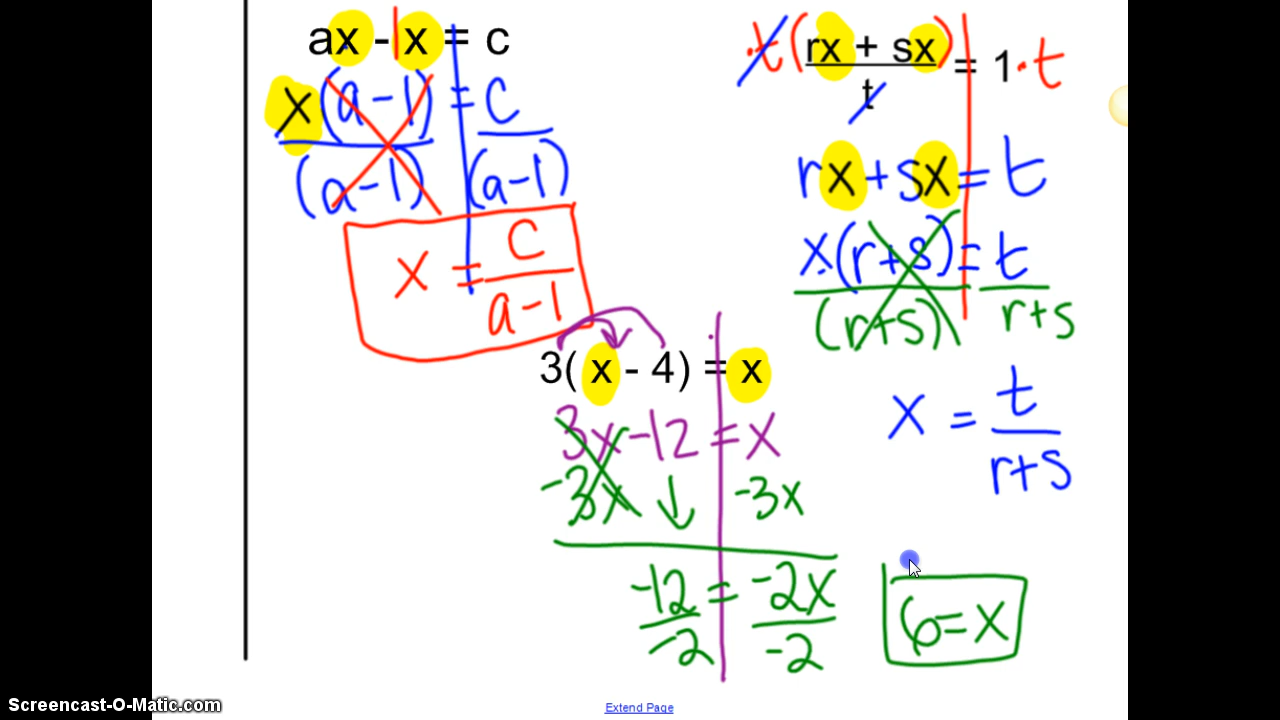 ax - 1x = c
x(a-1) = c
(a-1) (a-1)
x = c
a-1
·t(rx + sx) = 1·t
t
rx+sx = t
x(r+s) = t
(r+s) r+s
x = t
r+s
3(x - 4) = x
3x-12 = x
-3x ↓ -3x
-12 = -2x
-2 -2
6=x
Extend Page
Screencast-O-Matic.com